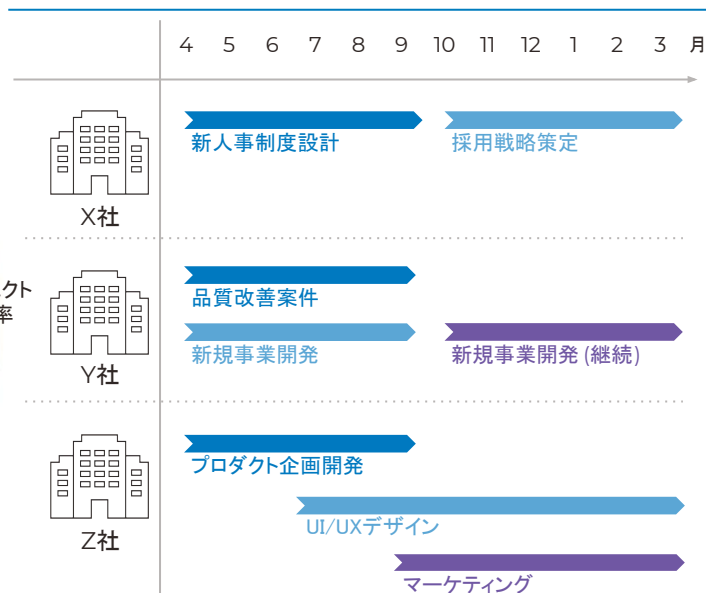 4 5 6 7 8 9 10 11 12 1 2 3 月
新人事制度設計 採用戦略策定
X社
品質改善案件
クト
率
新規事業開発 新規事業開発 (継続)
Y社
プロダクト企画開発
UI/UXデザイン
Z社
マーケティング